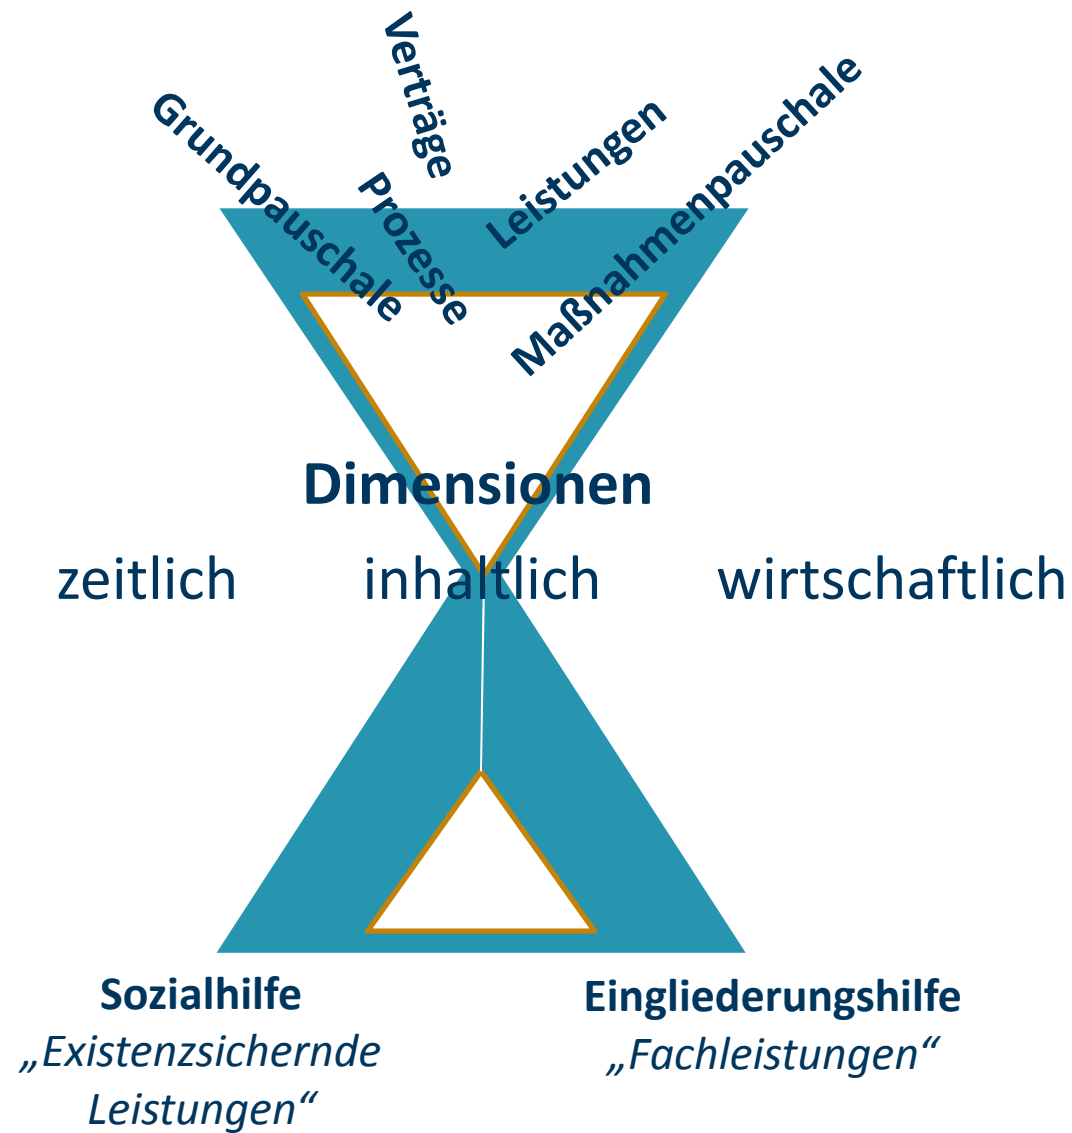 Verträge
Grundpauschale
Prozesse
Leistungen
Maßnahmenpauschale
Dimensionen
zeitlich inhaltlich wirtschaftlich
Sozialhilfe
„Existenzsichernde
Leistungen“
Eingliederungshilfe
„Fachleistungen“